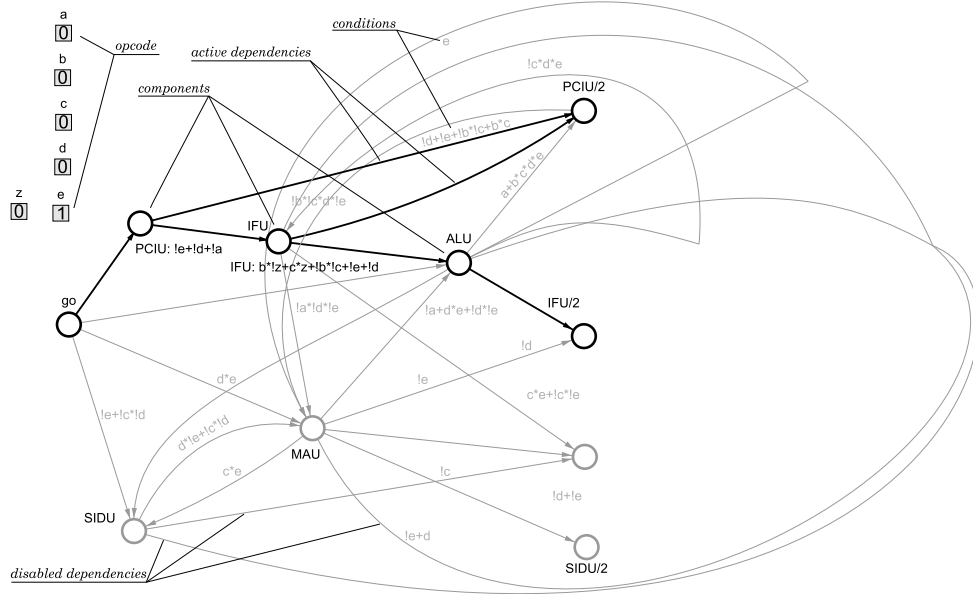 a
0
opcode
conditions
e
active dependencies
b
0
!c*d*e
components
PCIU/2
c
0
!d+!e+!b*!c+b*c
d
0
a+b*c*d*e
z
0
e
1
!b*!c*d*!e
IFU
PCIU: !e+!d+!a
ALU
IFU: b*!z+c*z+!b*!c+!e+!d
go
IFU/2
!a*!d*!e
!a+d*e+!d*!e
!d
d*e
!e
c*e+!c*!e
!e+!c*!d
d*!e+!c*!d
MAU
c*e
!c
!d+!e
SIDU
!e+d
SIDU/2
disabled dependencies